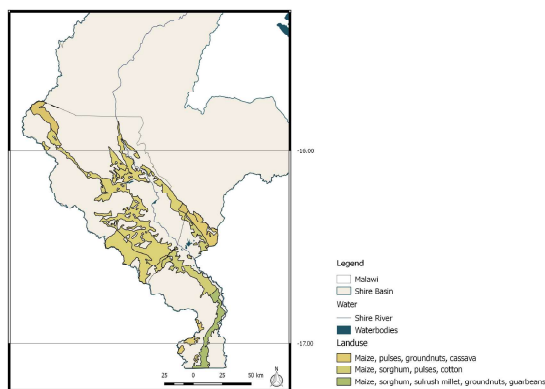 -16.00
Legend
Malawi
Shire Basin
Water
Shire River
Waterbodies
Landuse
-17.00
Maize, pulses, groundnuts, cassava
Maize, sorghum, pulses, cotton
25 0 25 50 km
Maize, sorghum, sulrush millet, groundnuts, guarbeans